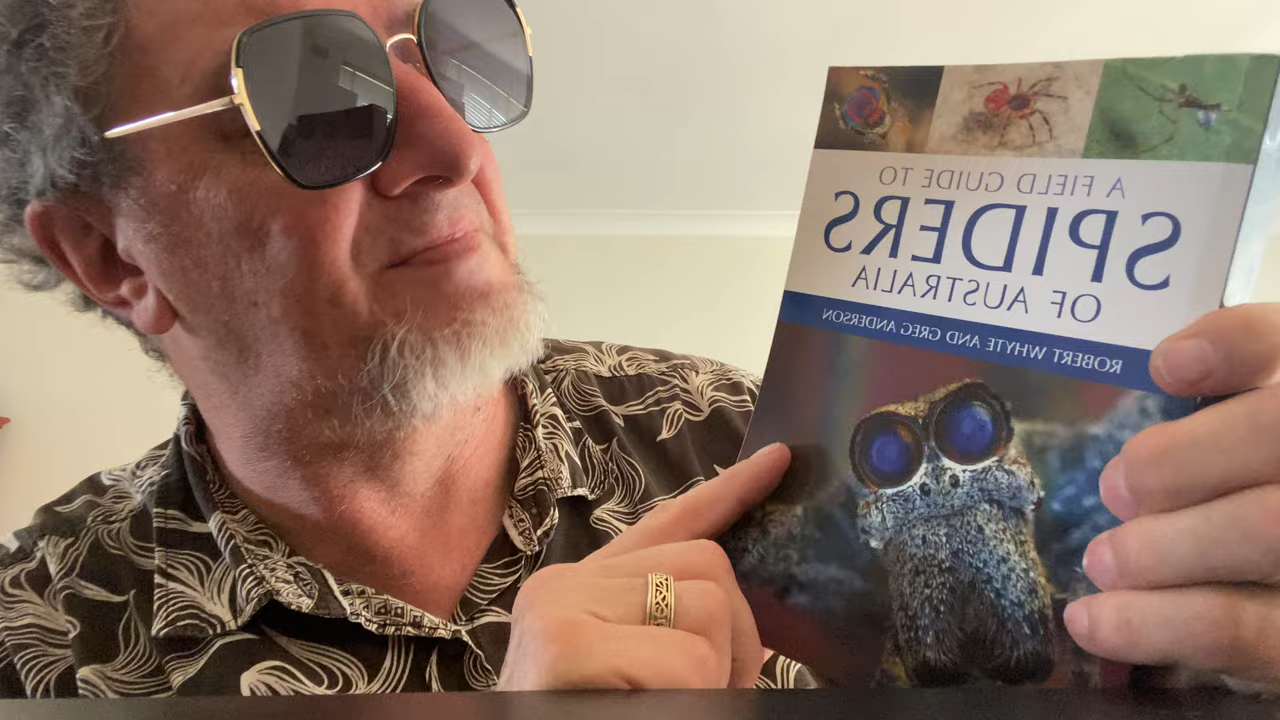 A FIELD GUIDE TO
SPIDERS
OF AUSTRALIA
ROBERT WHYTE AND GREG ANDERSON